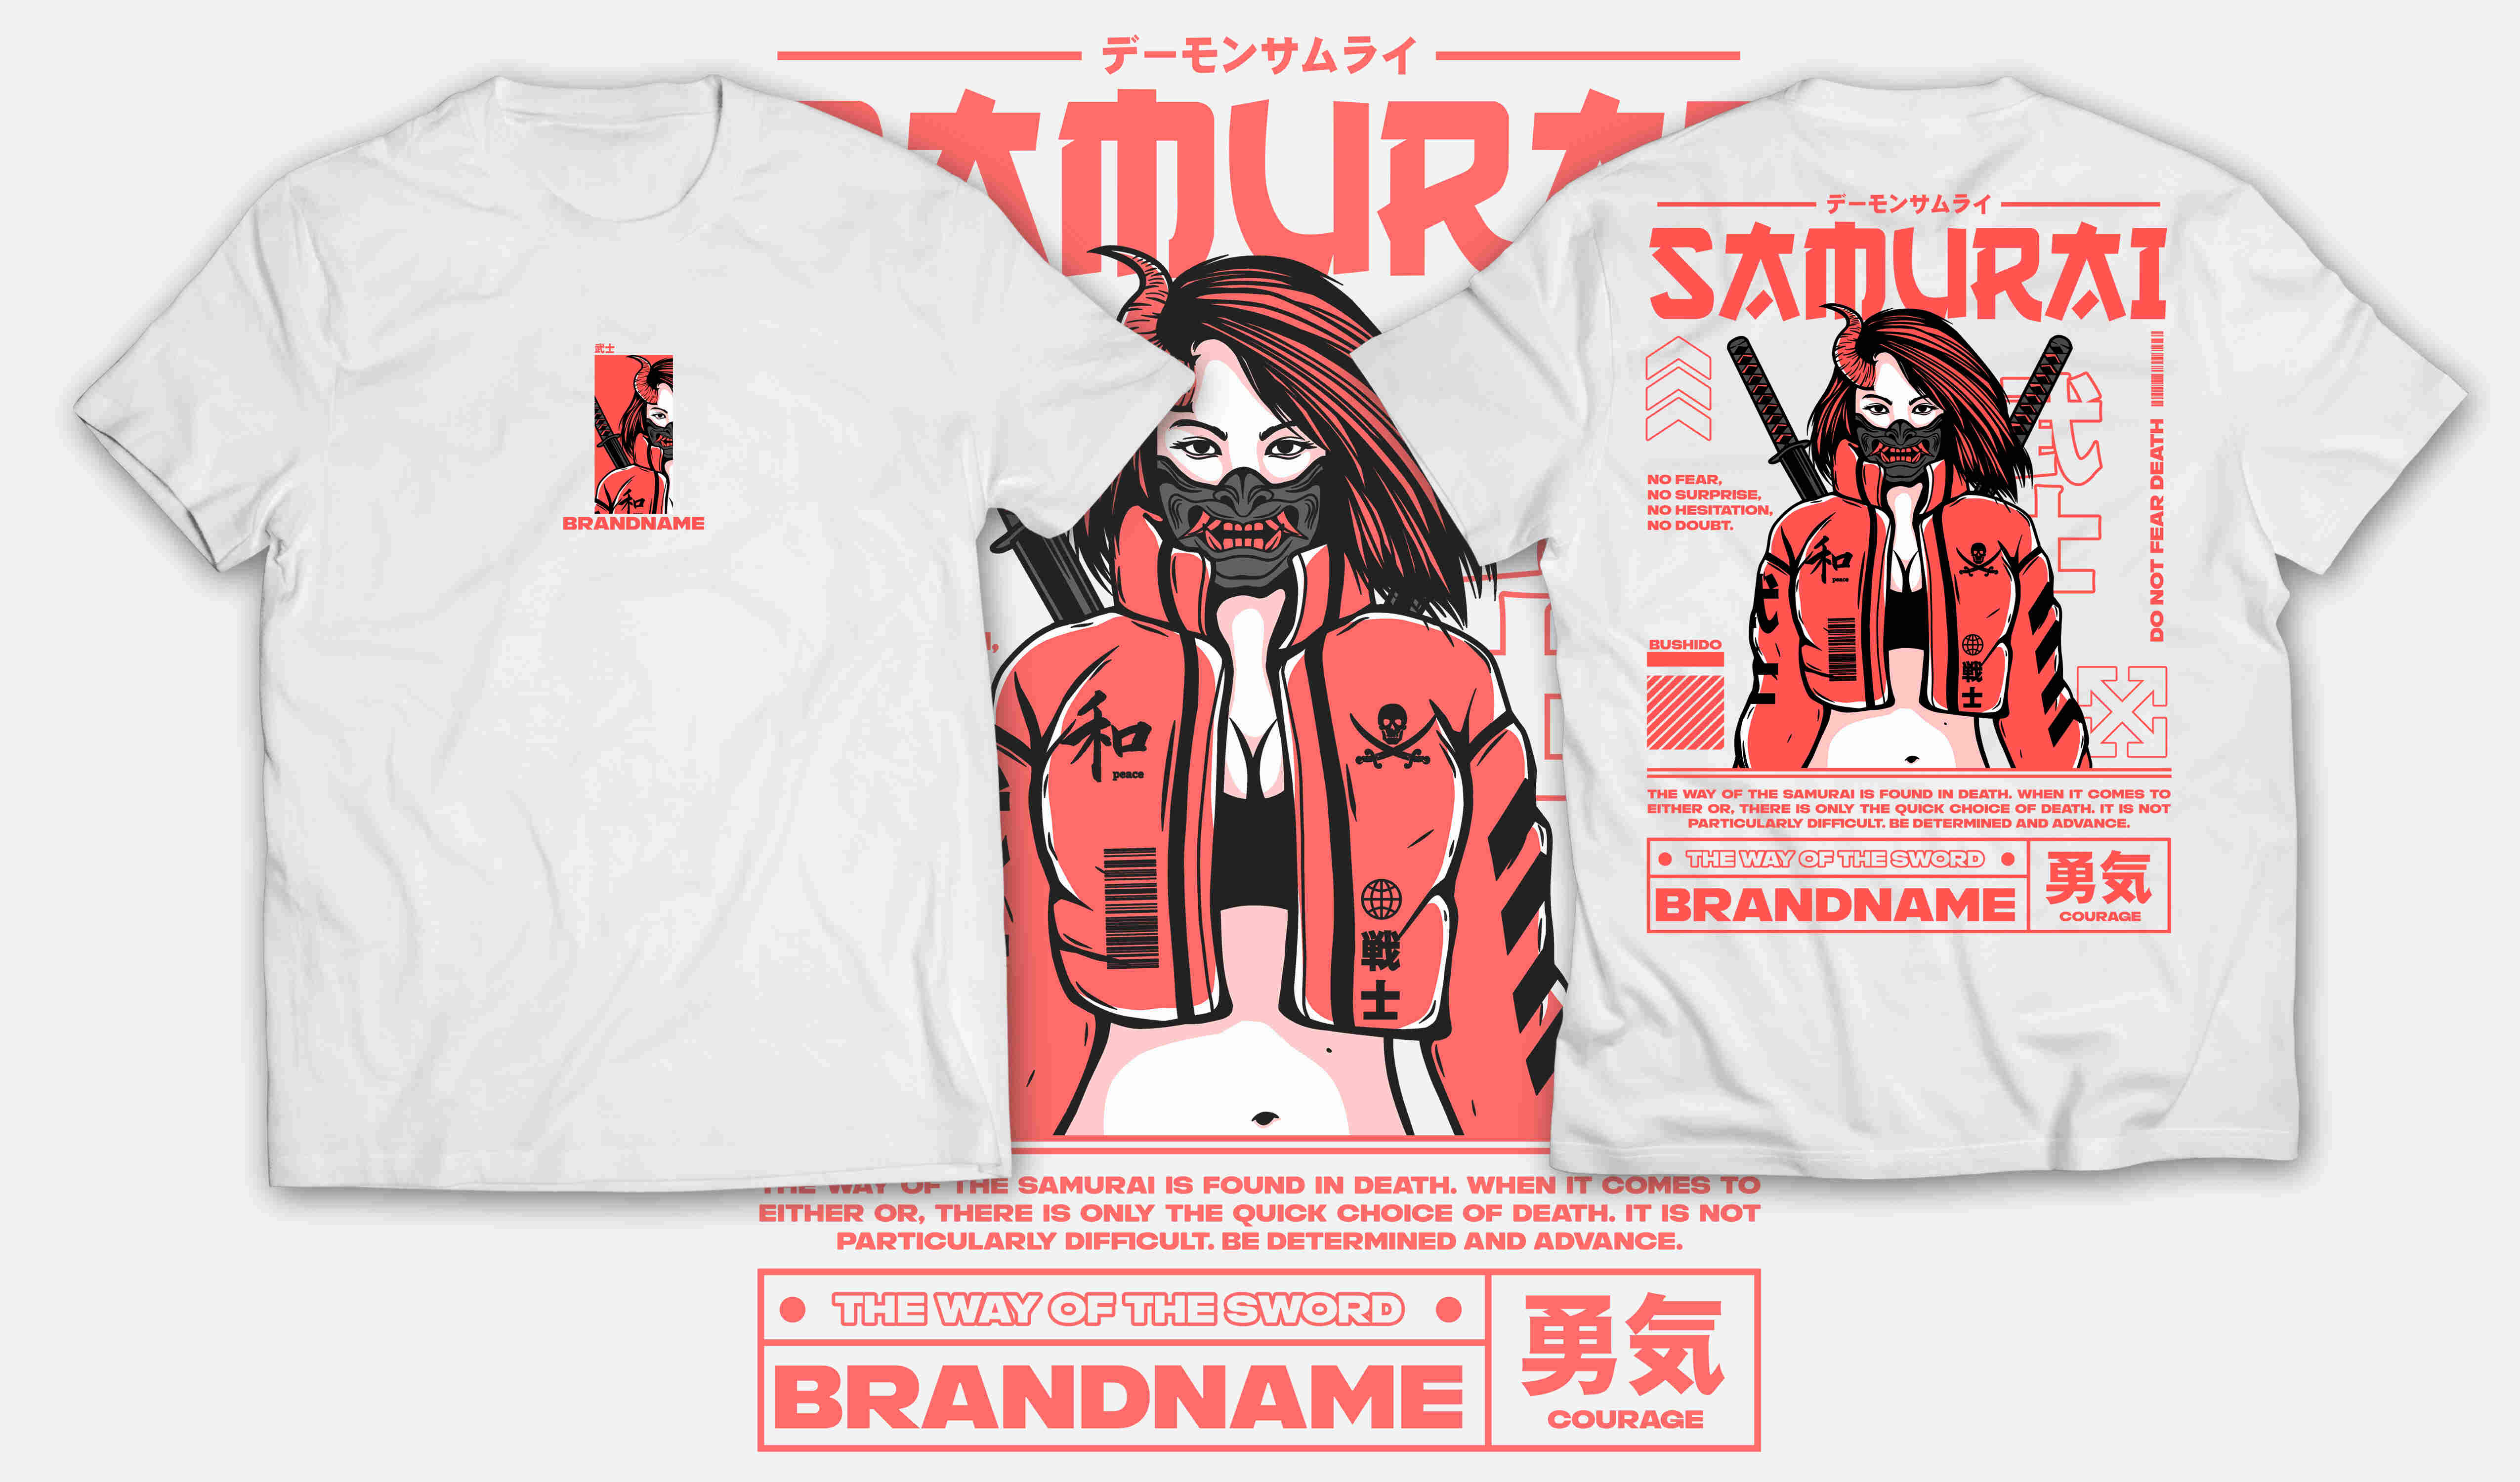 デーモンサムライ
SAMURAI
peace
和
戦士
THE WAY OF THE SAMURAI IS FOUND IN DEATH. WHEN IT COMES TO
EITHER OR, THERE IS ONLY THE QUICK CHOICE OF DEATH. IT IS NOT
PARTICULARLY DIFFICULT. BE DETERMINED AND ADVANCE.
THE WAY OF THE SWORD
BRANDNAME
勇気
COURAGE
武士
和
BRANDNAME
デーモンサムライ
SAMURAI
武士
NO FEAR,
NO SURPRISE,
NO HESITATION,
NO DOUBT.
DO NOT FEAR DEATH
和
peace
戦士
BUSHIDO
THE WAY OF THE SAMURAI IS FOUND IN DEATH. WHEN IT COMES TO
EITHER OR, THERE IS ONLY THE QUICK CHOICE OF DEATH. IT IS NOT
PARTICULARLY DIFFICULT. BE DETERMINED AND ADVANCE.
THE WAY OF THE SWORD
BRANDNAME
勇気
COURAGE